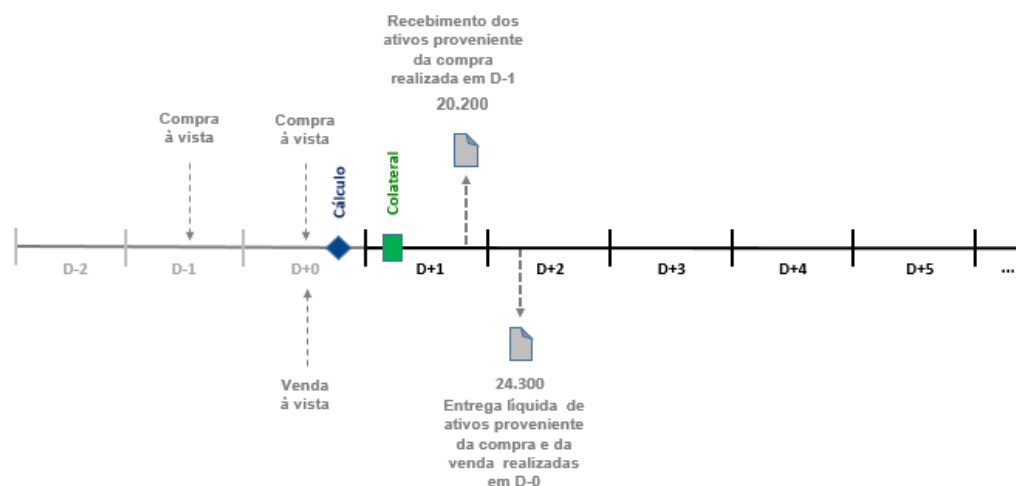 Recebimento dos
ativos proveniente
da compra
realizada em D-1
20.200
Compra
à vista
Compra
à vista
Cálculo
Colateral
D-2
D-1
D+0
D+1
D+2
D+3
D+4
D+5
...
Venda
à vista
24.300
Entrega líquida de
ativos proveniente
da compra e da
venda realizadas
em D-0